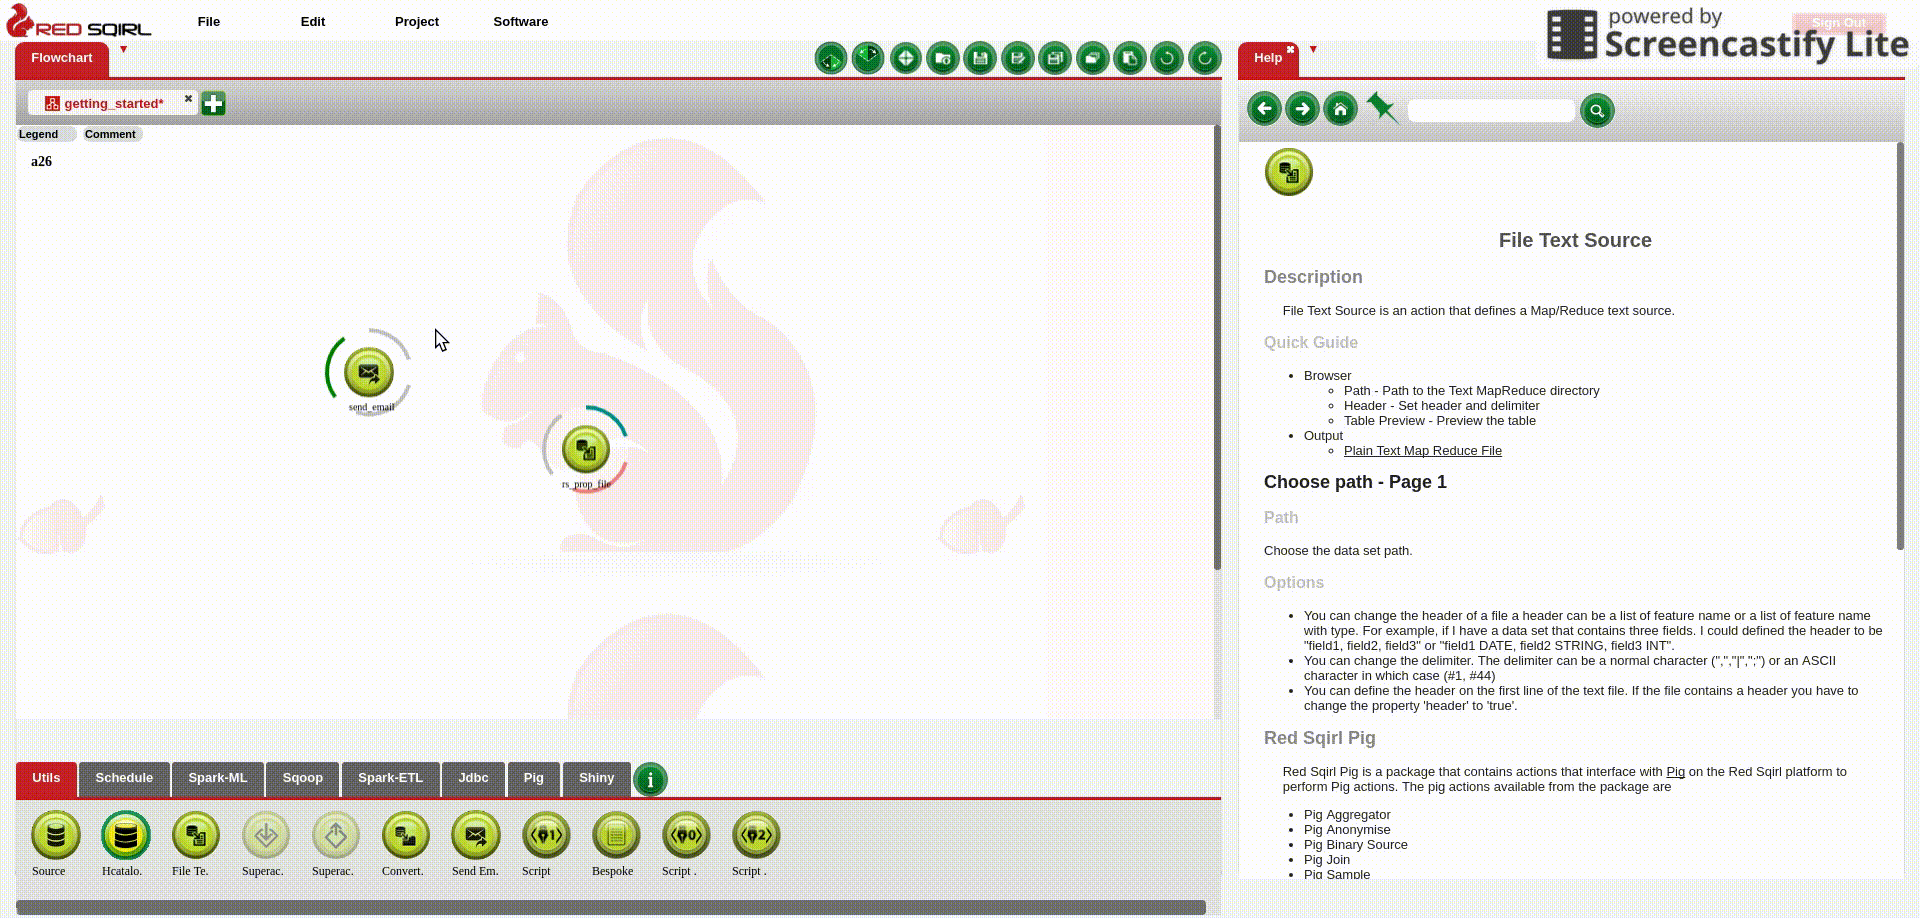 RED SQIRL
File Edit Project Software
Sign Out
powered by
Screencastify Lite
Flowchart
Help
getting_started*
Legend Comment
a26
send_email
rs_prop_file
File Text Source
Description
File Text Source is an action that defines a Map/Reduce text source.
Quick Guide
Browser
Path - Path to the Text MapReduce directory
Header - Set header and delimiter
Table Preview - Preview the table
Output
Plain Text Map Reduce File
Choose path - Page 1
Path
Choose the data set path.
Options
You can change the header of a file a header can be a list of feature name or a list of feature name
with type. For example, if I have a data set that contains three fields. I could defined the header to be
"field1, field2, field3" or "field1 DATE, field2 STRING, field3 INT".
You can change the delimiter. The delimiter can be a normal character (",","|",";") or an ASCII
character in which case (#1, #44)
You can define the header on the first line of the text file. If the file contains a header you have to
change the property 'header' to 'true'.
Red Sqirl Pig
Red Sqirl Pig is a package that contains actions that interface with Pig on the Red Sqirl platform to
perform Pig actions. The pig actions available from the package are
Pig Aggregator
Pig Anonymise
Pig Binary Source
Pig Join
Pig Sample
Utils Schedule Spark-ML Sqoop Spark-ETL Jdbc Pig Shiny
1 0 2
Source Hcatalo. File Te. Superac. Superac. Convert. Send Em. Script Bespoke Script . Script .